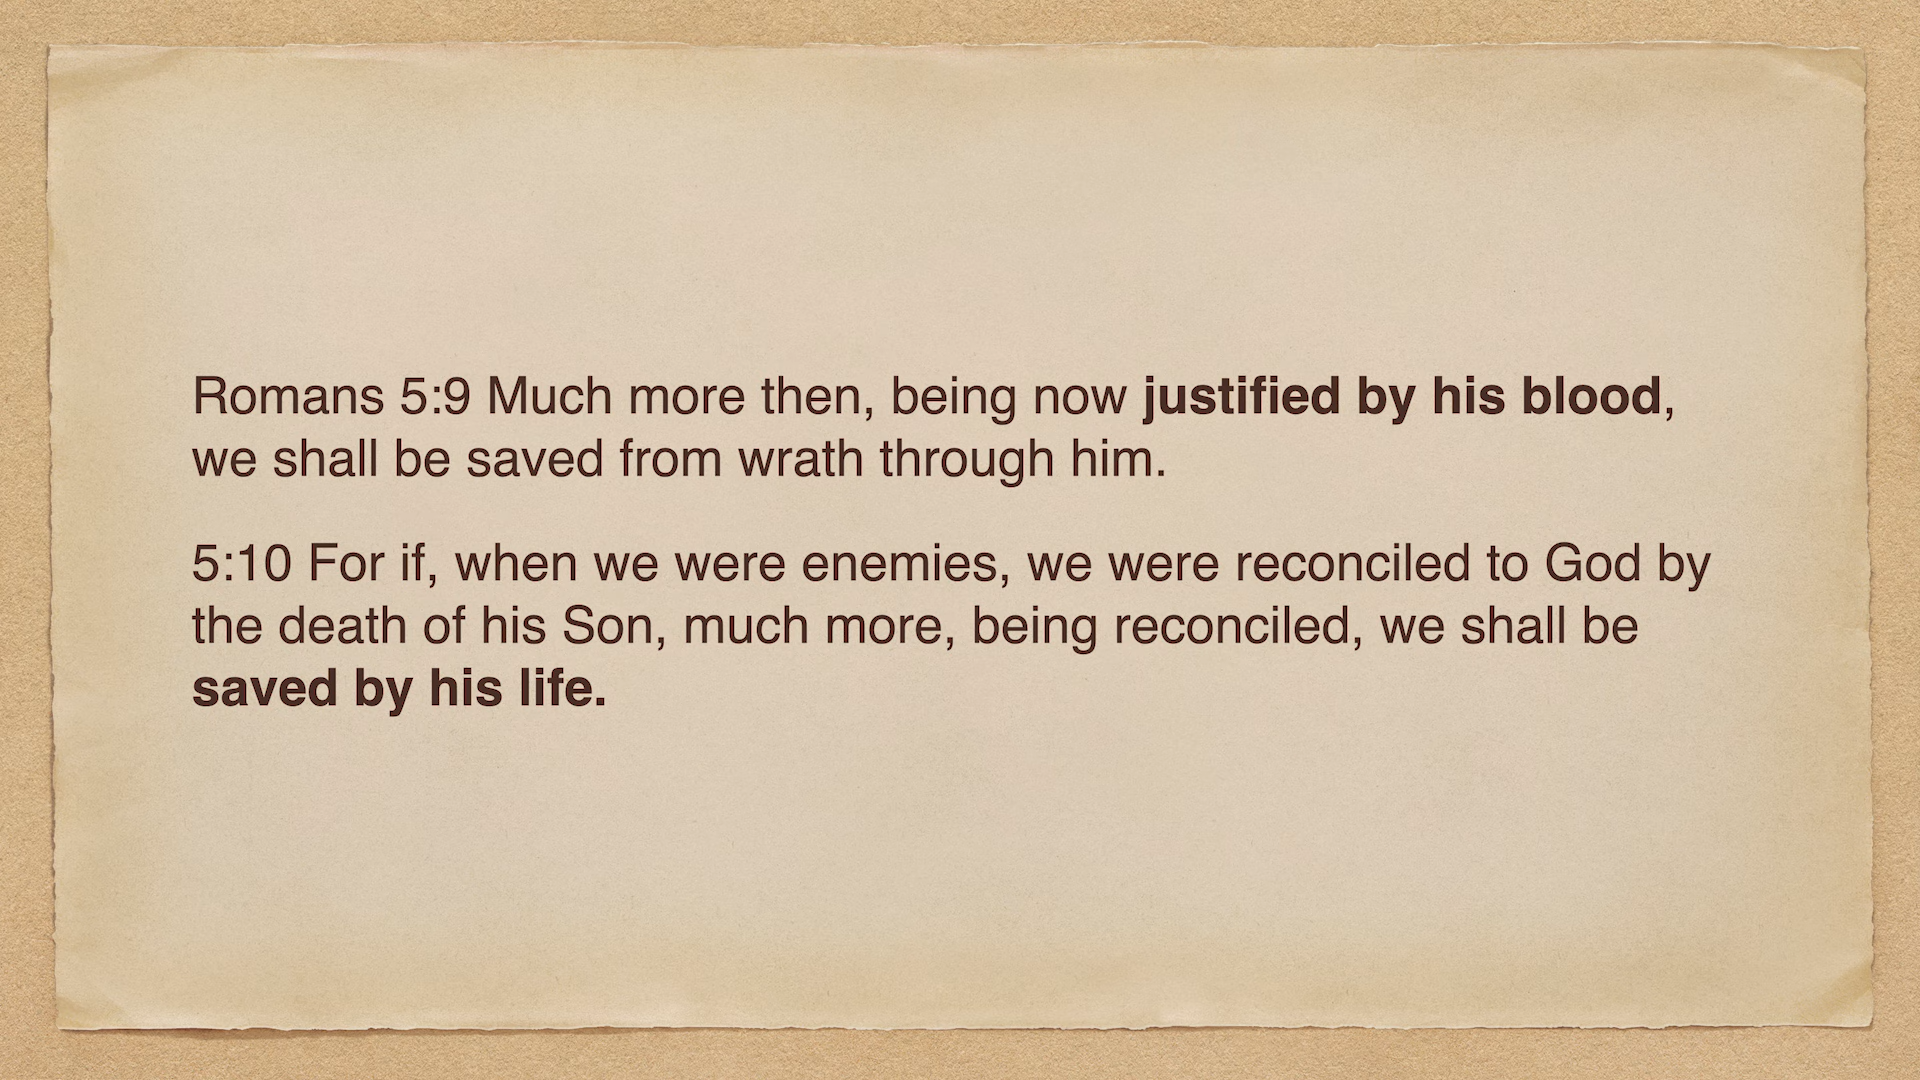 Romans 5:9 Much more then, being now justified by his blood,
we shall be saved from wrath through him.
5:10 For if, when we were enemies, we were reconciled to God by
the death of his Son, much more, being reconciled, we shall be
saved by his life.